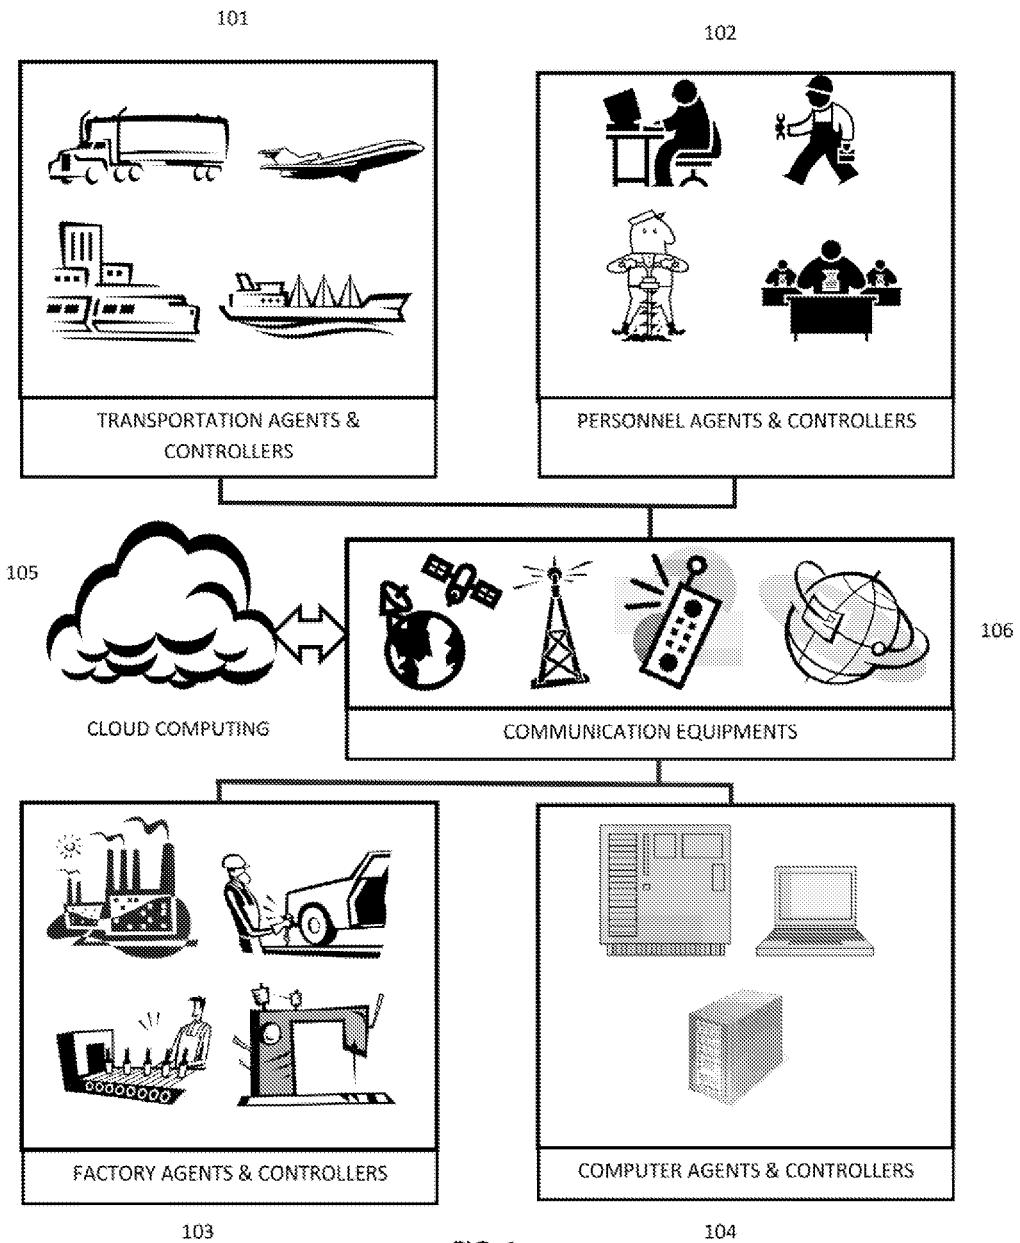 101
102
TRANSPORTATION AGENTS &
CONTROLLERS
PERSONNEL AGENTS & CONTROLLERS
105
106
CLOUD COMPUTING
COMMUNICATION EQUIPMENTS
FACTORY AGENTS & CONTROLLERS
COMPUTER AGENTS & CONTROLLERS
103
104